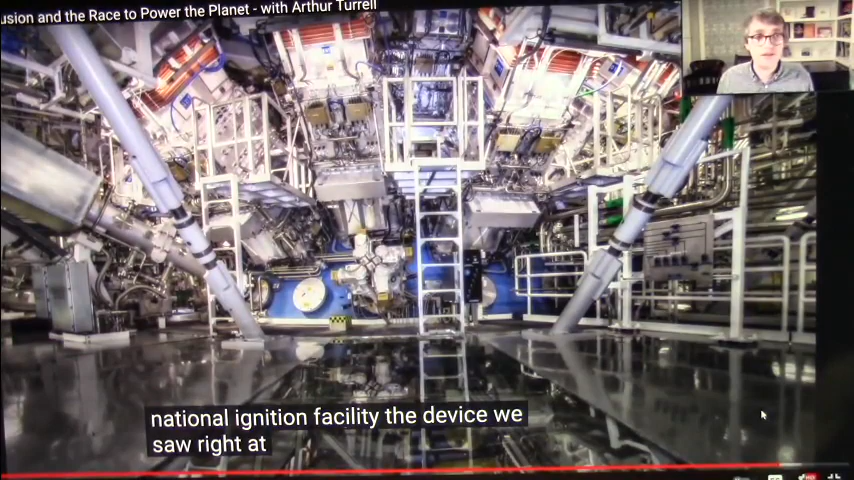 usion and the Race to Power the Planet - with Arthur Turrell
national ignition facility the device we
saw right at